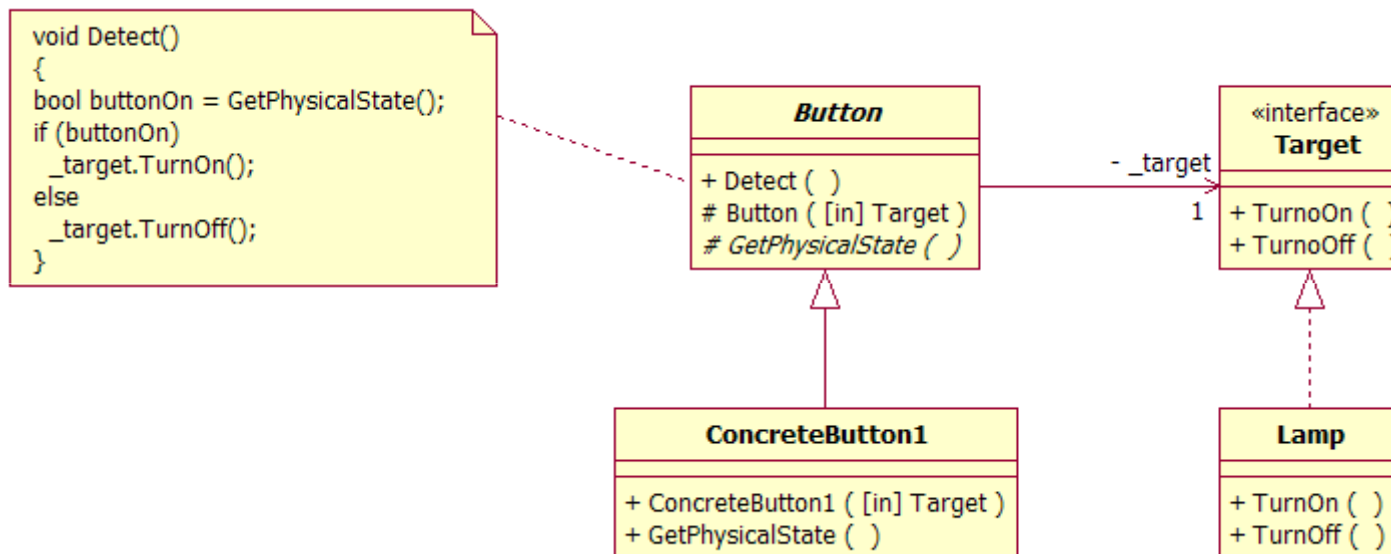 void Detect()
{
bool buttonOn = GetPhysicalState();
if (buttonOn)
_target.TurnOn();
else
_target.TurnOff();
}
Button
+ Detect ( )
# Button ( [in] Target )
# GetPhysicalState ( )
- _target
1
«interface»
Target
+ TurnoOn ( )
+ TurnoOff ( )
ConcreteButton1
+ ConcreteButton1 ( [in] Target )
+ GetPhysicalState ( )
Lamp
+ TurnOn ( )
+ TurnOff ( )